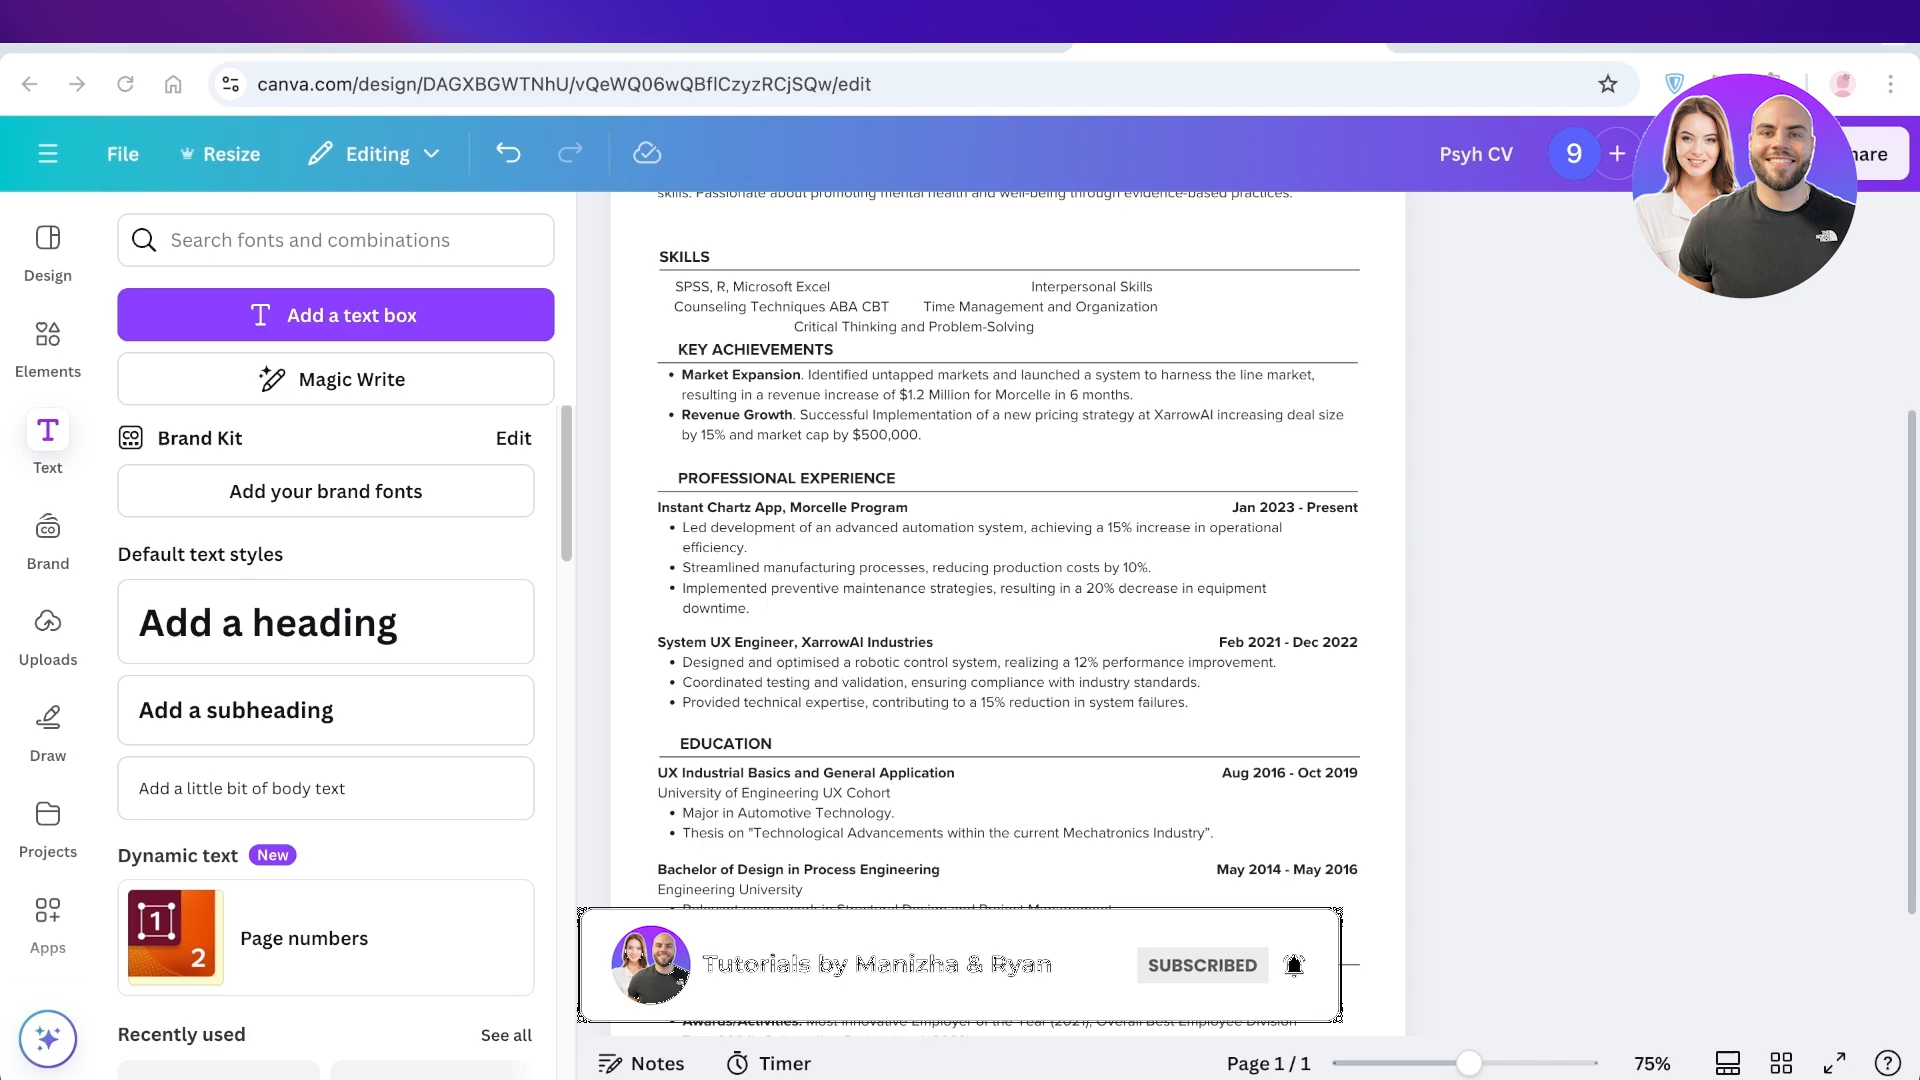 canva.com/design/DAGXBGWTNhU/vQeWQ06wQBflCzyzRCjSQw/edit
File
Resize
Editing
Psyh CV
9
Design
Elements
Text
Brand
Uploads
Draw
Projects
Apps
Search fonts and combinations
Add a text box
Magic Write
Brand Kit
Edit
Add your brand fonts
Default text styles
Add a heading
Add a subheading
Add a little bit of body text
Dynamic text New
1
2
Page numbers
Recently used
See all
skills. Passionate about promoting mental health and well-being through evidence-based practices.
SKILLS
SPSS, R, Microsoft Excel Interpersonal Skills
Counseling Techniques ABA CBT Time Management and Organization
Critical Thinking and Problem-Solving
KEY ACHIEVEMENTS
• Market Expansion. Identified untapped markets and launched a system to harness the line market,
resulting in a revenue increase of $1.2 Million for Morcelle in 6 months.
• Revenue Growth. Successful Implementation of a new pricing strategy at XarrowAI increasing deal size
by 15% and market cap by $500,000.
PROFESSIONAL EXPERIENCE
Instant Chartz App, Morcelle Program Jan 2023 - Present
• Led development of an advanced automation system, achieving a 15% increase in operational
efficiency.
• Streamlined manufacturing processes, reducing production costs by 10%.
• Implemented preventive maintenance strategies, resulting in a 20% decrease in equipment
downtime.
System UX Engineer, XarrowAI Industries Feb 2021 - Dec 2022
• Designed and optimised a robotic control system, realizing a 12% performance improvement.
• Coordinated testing and validation, ensuring compliance with industry standards.
• Provided technical expertise, contributing to a 15% reduction in system failures.
EDUCATION
UX Industrial Basics and General Application Aug 2016 - Oct 2019
University of Engineering UX Cohort
• Major in Automotive Technology.
• Thesis on "Technological Advancements within the current Mechatronics Industry”.
Bachelor of Design in Process Engineering May 2014 - May 2016
Engineering University
Tutorials by Manizha & Ryan
SUBSCRIBED
Notes
Timer
Page 1 / 1
75%